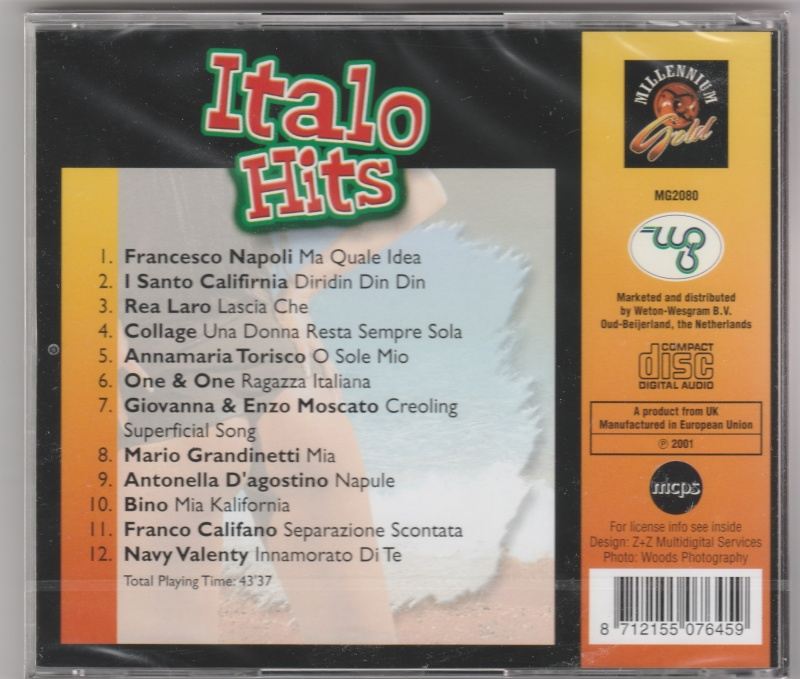 Italo
Hits
1. Francesco Napoli Ma Quale Idea
2. I Santo Califirnia Diridin Din Din
3. Rea Laro Lascia Che
4. Collage Una Donna Resta Sempre Sola
5. Annamaria Torisco O Sole Mio
6. One & One Ragazza Italiana
7. Giovanna & Enzo Moscato Creoling
Superficial Song
8. Mario Grandinetti Mia
9. Antonella D'agostino Napule
10. Bino Mia Kalifornia
11. Franco Califano Separazione Scontata
12. Navy Valenty Innamorato Di Te
Total Playing Time: 43'37
MILLENNIUM
Gold
MG2080
Marketed and distributed
by Weton-Wesgram B.V.
Oud-Beijerland, the Netherlands
COMPACT
disc
DIGITAL AUDIO
A product from UK
Manufactured in European Union
℗ 2001
mcps
For license info see inside
Design: Z+Z Multidigital Services
Photo: Woods Photography
8 712155 076459